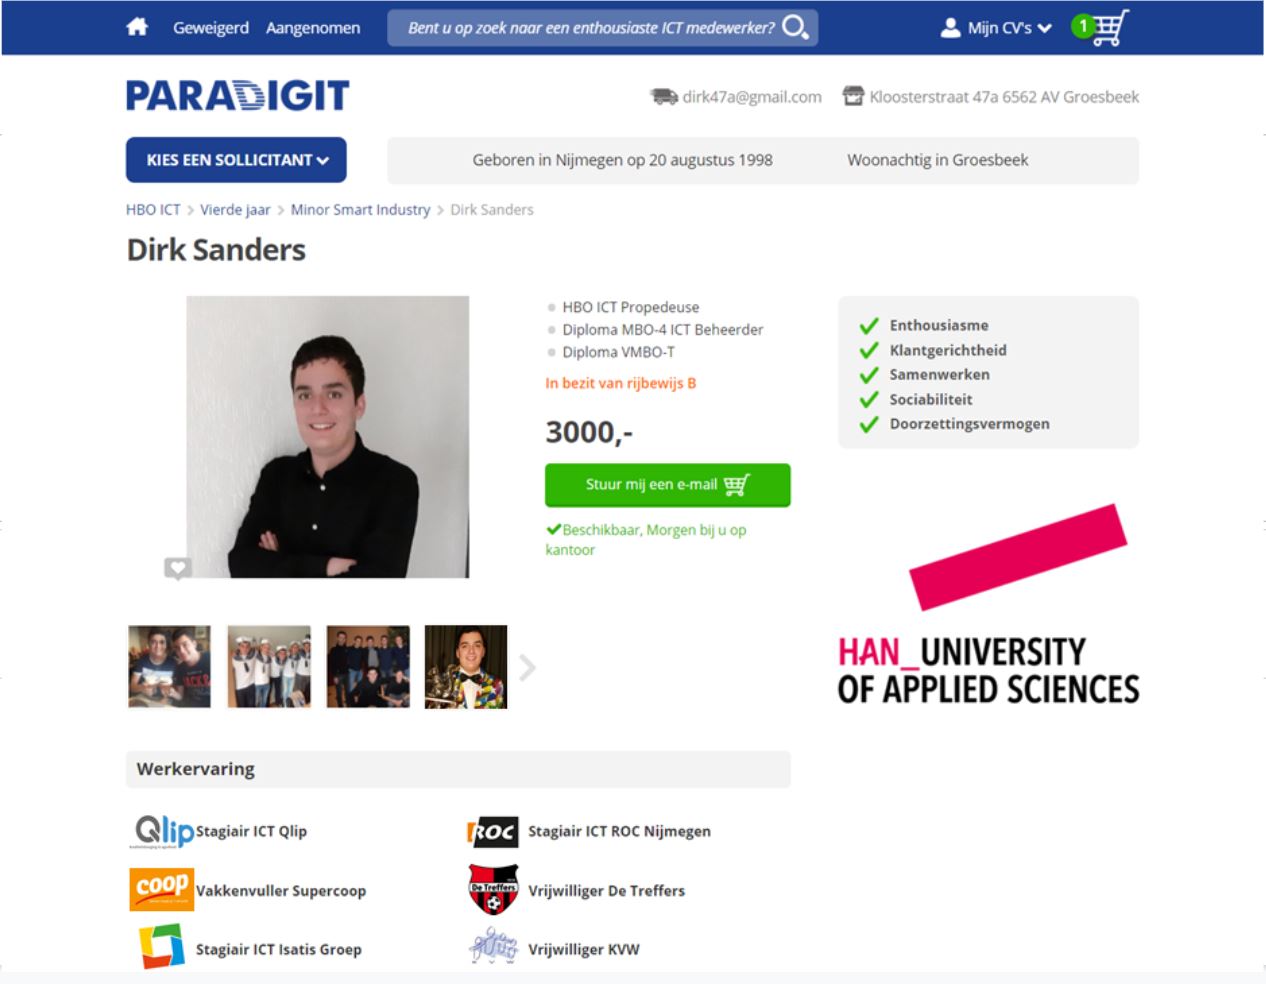 Geweigerd Aangenomen Bent u op zoek naar een enthousiaste ICT medewerker? Mijn CV's 1
PARADIGIT
dirk47a@gmail.com Kloosterstraat 47a 6562 AV Groesbeek
KIES EEN SOLLICITANT
Geboren in Nijmegen op 20 augustus 1998 Woonachtig in Groesbeek
HBO ICT > Vierde jaar > Minor Smart Industry > Dirk Sanders
Dirk Sanders
HBO ICT Propedeuse
Diploma MBO-4 ICT Beheerder
Diploma VMBO-T
In bezit van rijbewijs B
3000,-
Stuur mij een e-mail
Beschikbaar, Morgen bij u op
kantoor
Enthousiasme
Klantgerichtheid
Samenwerken
Sociabiliteit
Doorzettingsvermogen
HAN_UNIVERSITY
OF APPLIED SCIENCES
Werkervaring
Qlip Stagiair ICT Qlip
ROC Stagiair ICT ROC Nijmegen
coop Vakkenvuller Supercoop
De Treffers Vrijwilliger De Treffers
Stagiair ICT Isatis Groep
Vrijwilliger KVW